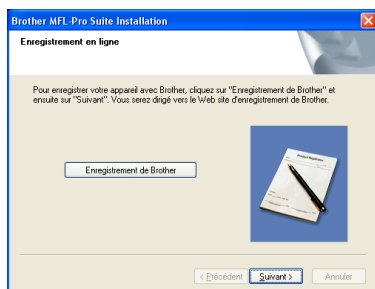 Brother MFL-Pro Suite Installation
Enregistrement en ligne
Pour enregistrer votre appareil avec Brother, cliquez sur "Enregistrement de Brother" et
ensuite sur "Suivant". Vous serez dirigé vers le Web site d'enregistrement de Brother.
Enregistrement de Brother
Product Registration
< Précédent
Suivant >
Annuler